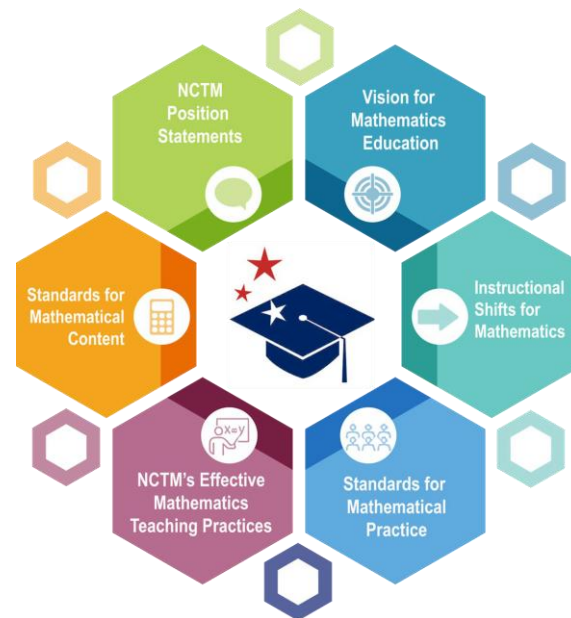 NCTM
Position
Statements
Vision for
Mathematics
Education
Standards for
Mathematical
Content
Instructional
Shifts for
Mathematics
x=y
NCTM's Effective
Mathematics
Teaching Practices
Standards for
Mathematical
Practice